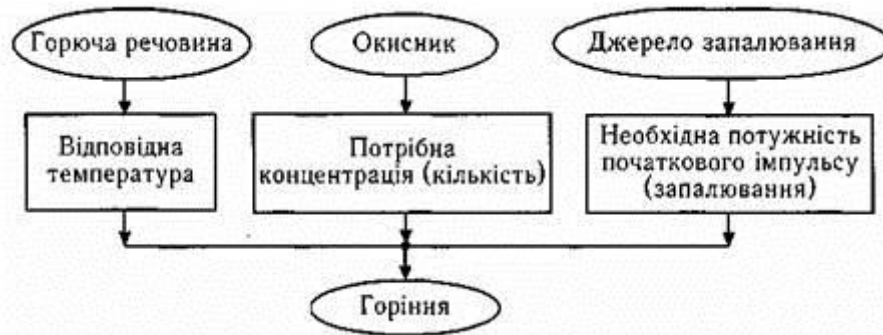 Горюча речовина
Окисник
Джерело запалювання
Відповідна
температура
Потрібна
концентрація (кількість)
Необхідна потужність
початкового імпульсу
(запалювання)
Горіння